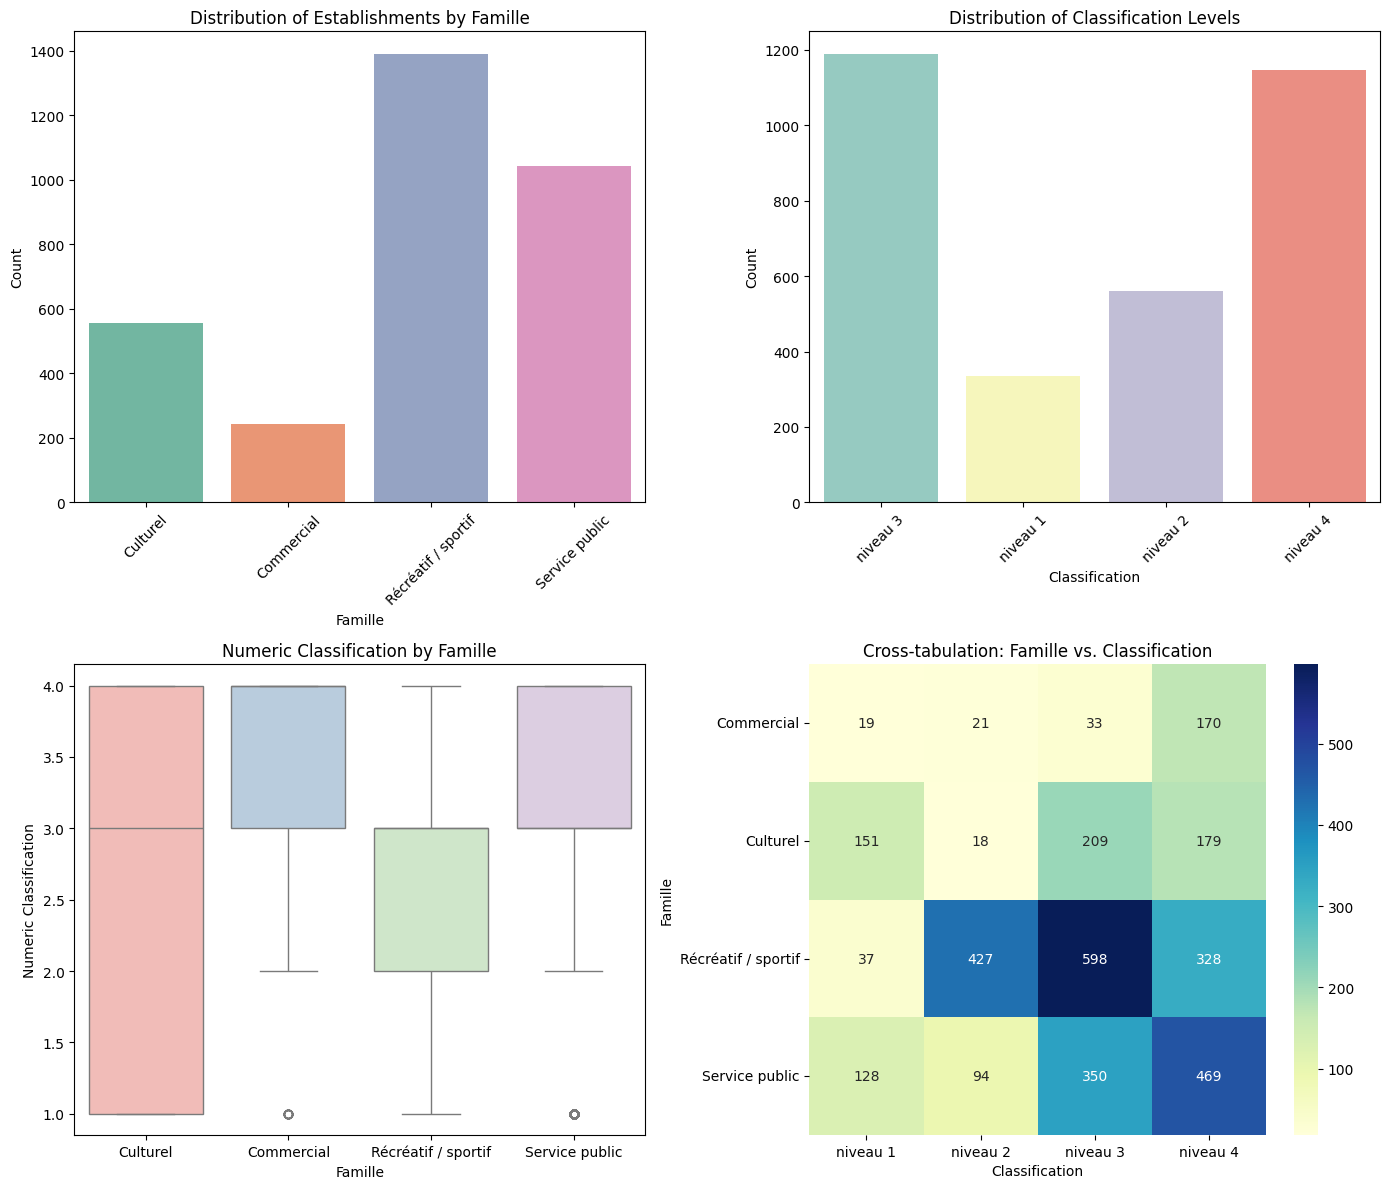 Distribution of Establishments by Famille
1400
1200
1000
800
600
400
200
0
Count
Culturel
Commercial
Récréatif / sportif
Service public
Famille
Distribution of Classification Levels
1200
1000
800
600
400
200
0
Count
niveau 3
niveau 1
niveau 2
niveau 4
Classification
Numeric Classification by Famille
4.0
3.5
3.0
2.5
2.0
1.5
1.0
Numeric Classification
Culturel
Commercial
Récréatif / sportif
Service public
Famille
Cross-tabulation: Famille vs. Classification
Famille
Commercial 19 21 33 170
Culturel 151 18 209 179
Récréatif / sportif 37 427 598 328
Service public 128 94 350 469
niveau 1 niveau 2 niveau 3 niveau 4
Classification
500
400
300
200
100